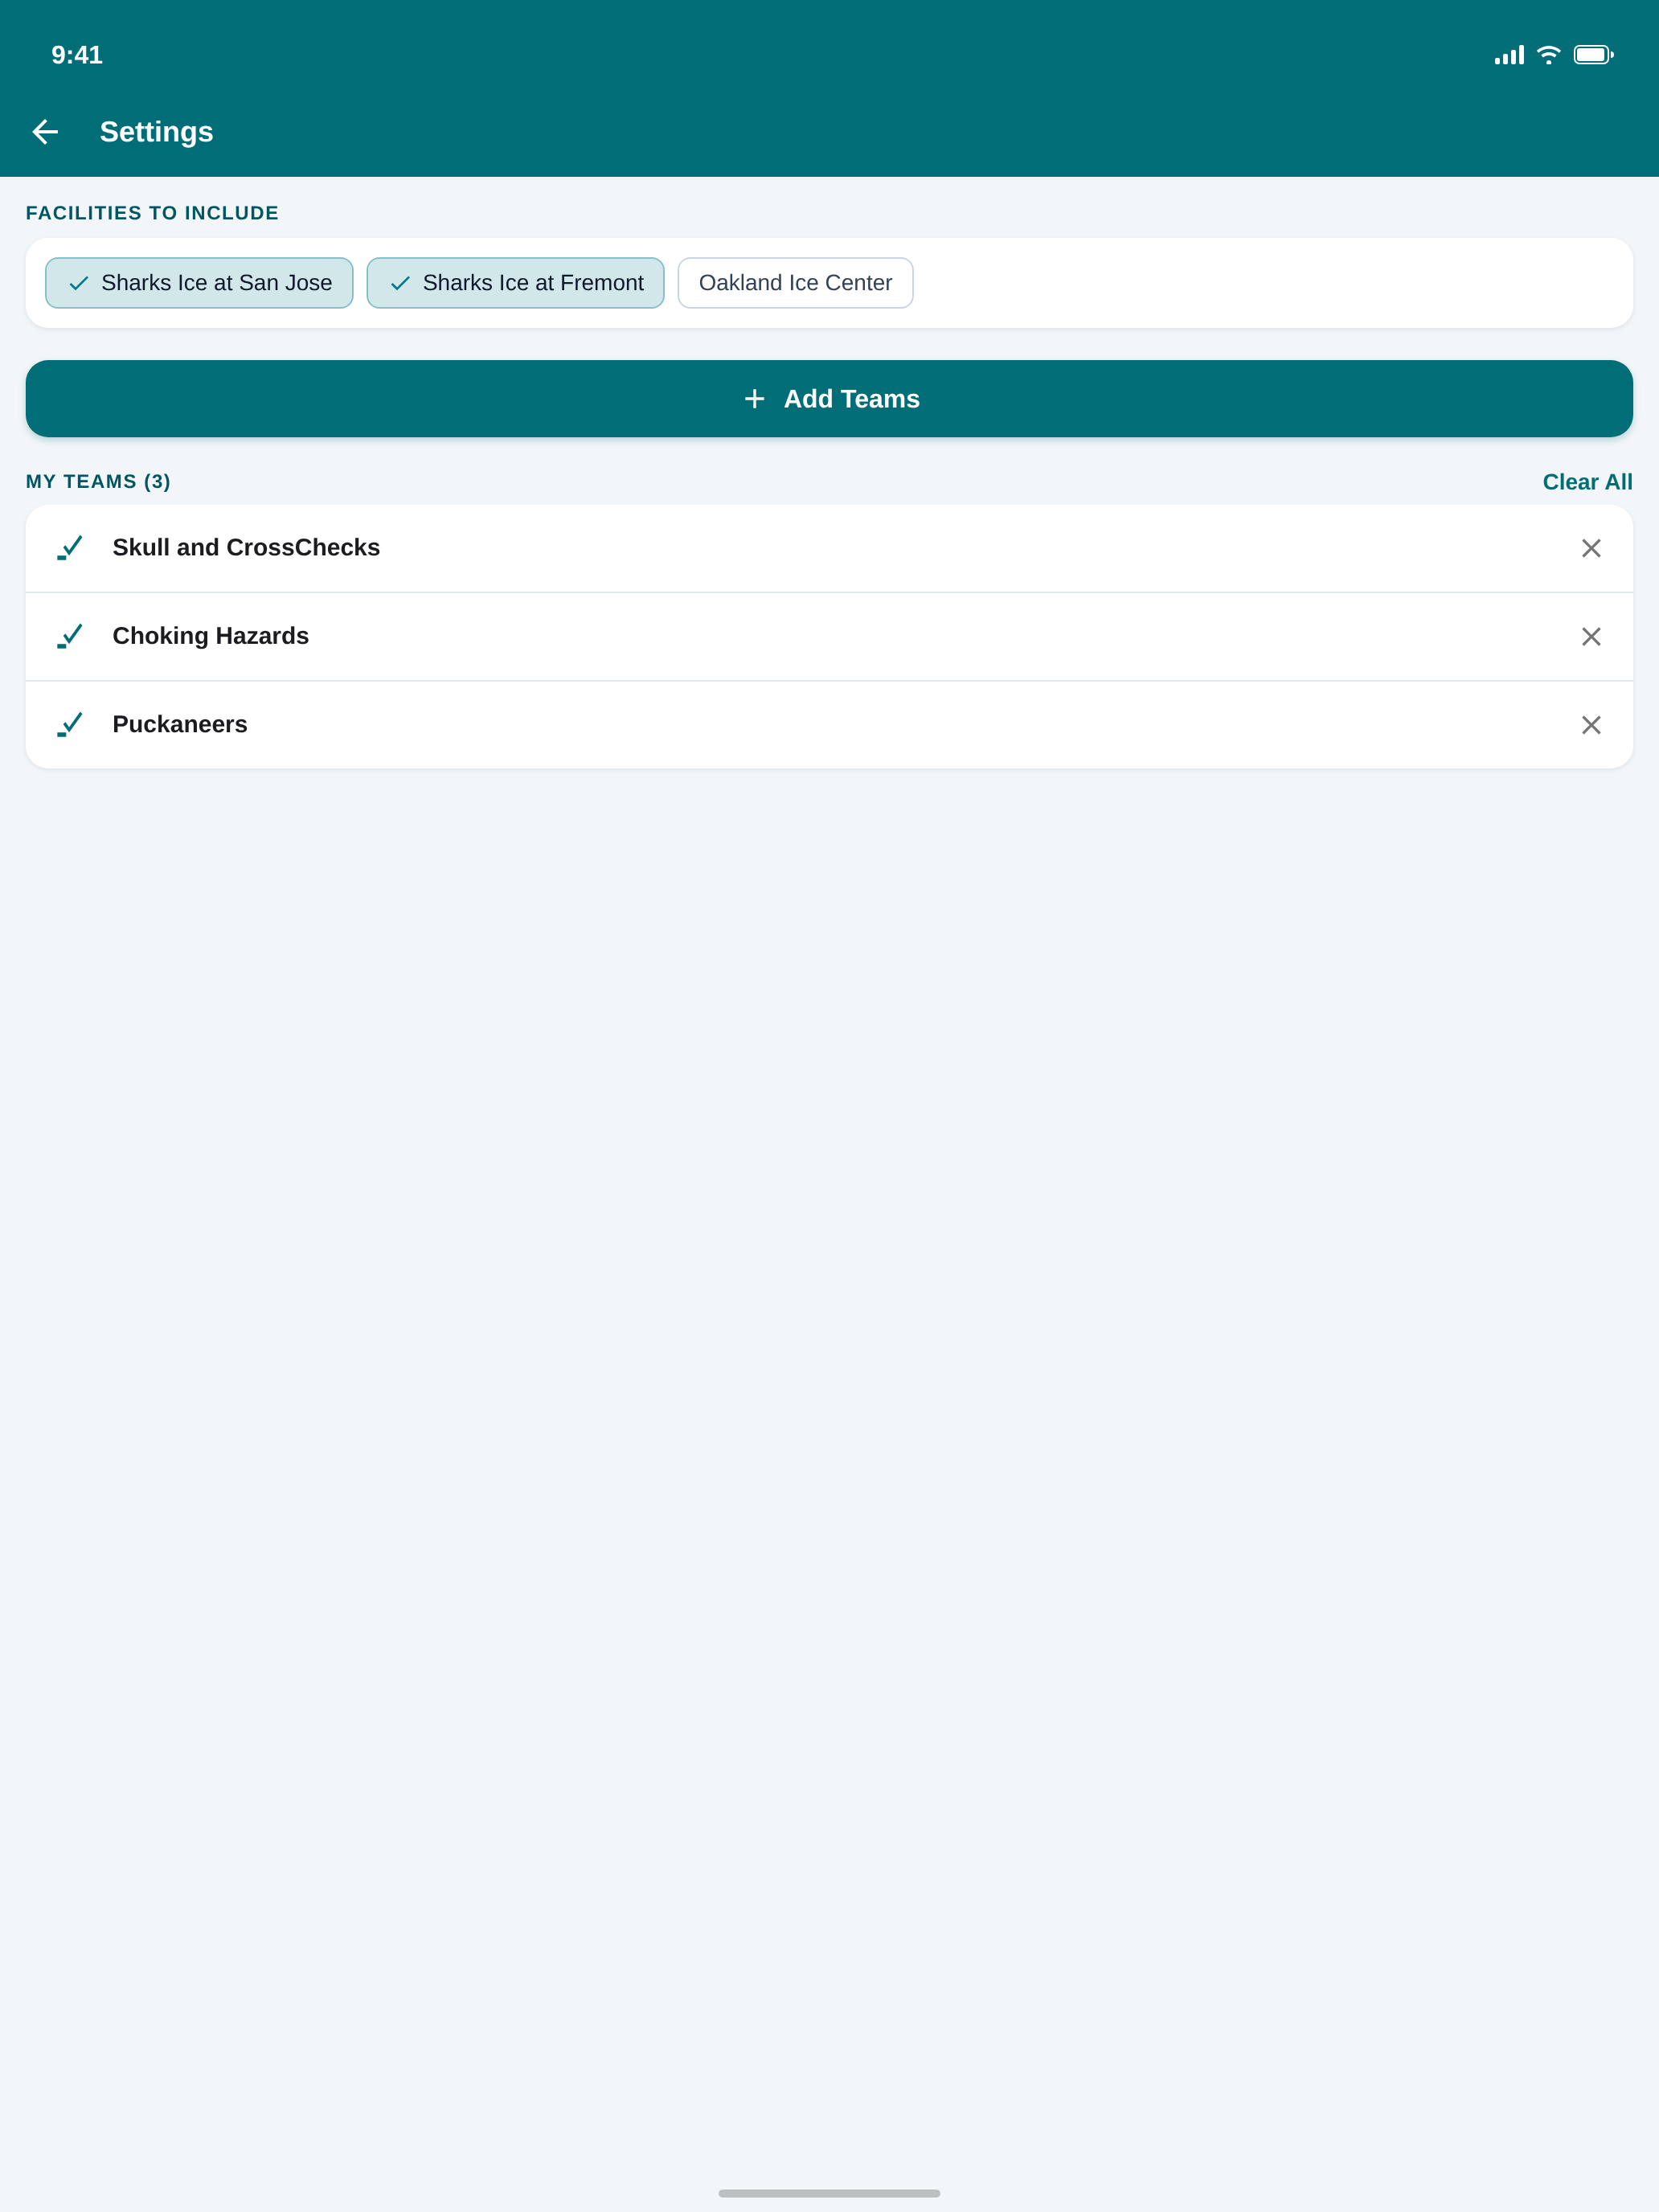 9:41
Settings
FACILITIES TO INCLUDE
Sharks Ice at San Jose
Sharks Ice at Fremont
Oakland Ice Center
Add Teams
MY TEAMS (3)
Clear All
Skull and CrossChecks
Choking Hazards
Puckaneers